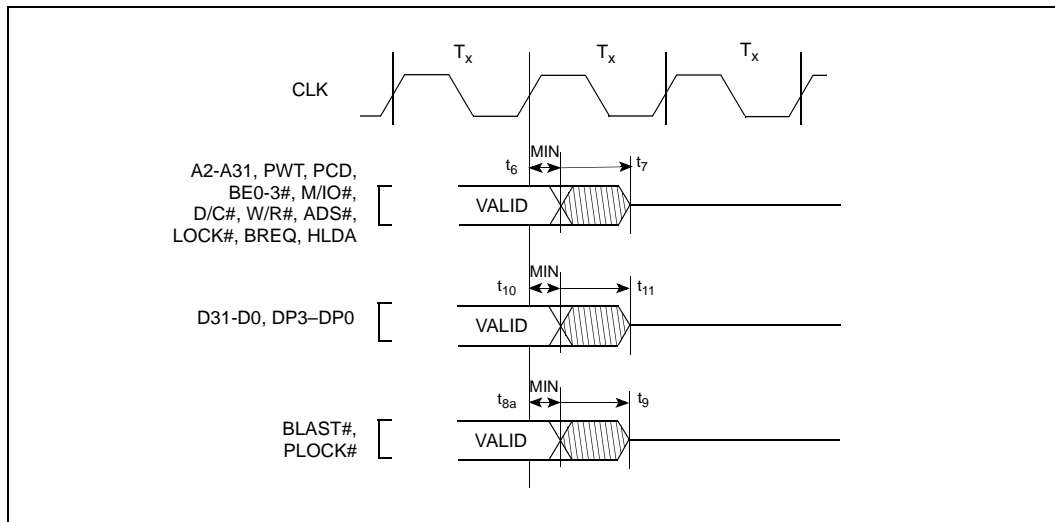 Tx Tx Tx
CLK
MIN
t6 t7
A2-A31, PWT, PCD,
BE0-3#, M/IO#,
D/C#, W/R#, ADS#,
LOCK#, BREQ, HLDA
VALID
MIN
t10 t11
D31-D0, DP3–DP0
VALID
MIN
t8a t9
BLAST#,
PLOCK#
VALID